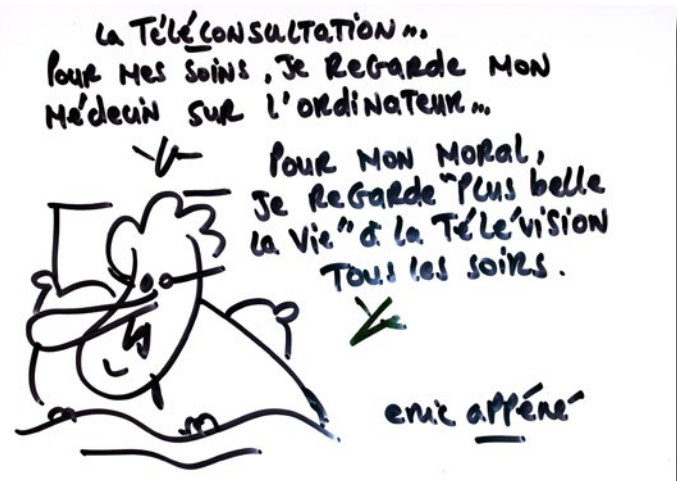 La TéLéCONSULTATION...
POUR MES SOINS, JE REGARDE MON
MéDECIN SUR L'ORDINATEUR...
POUR MON MORAL,
JE REGARDE "PLUS belle
la Vie" à la TéLéVISION
TOUS les soirs.
eric appéré